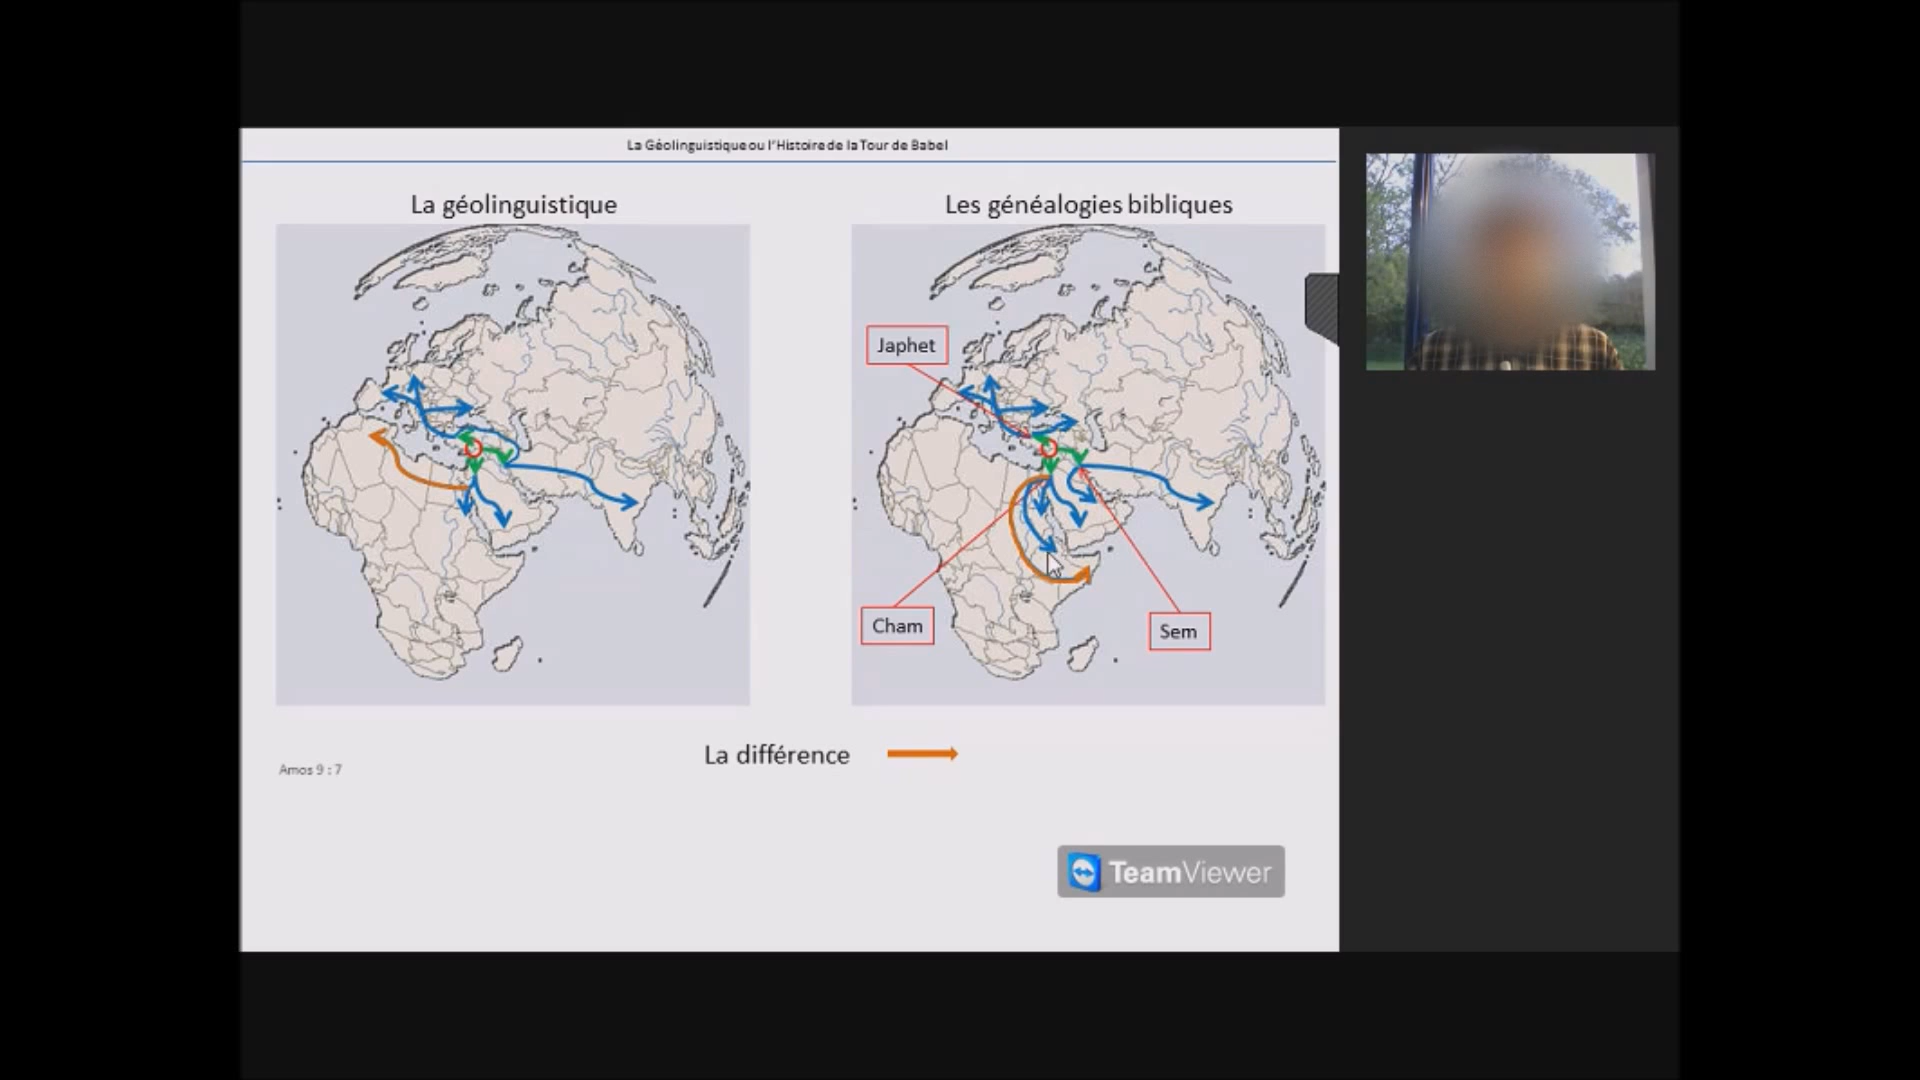 La Géolinguistique ou l'Histoire de la Tour de Babel
La géolinguistique
Les généalogies bibliques
Japhet
Cham
Sem
La différence
Amos 9 : 7
TeamViewer